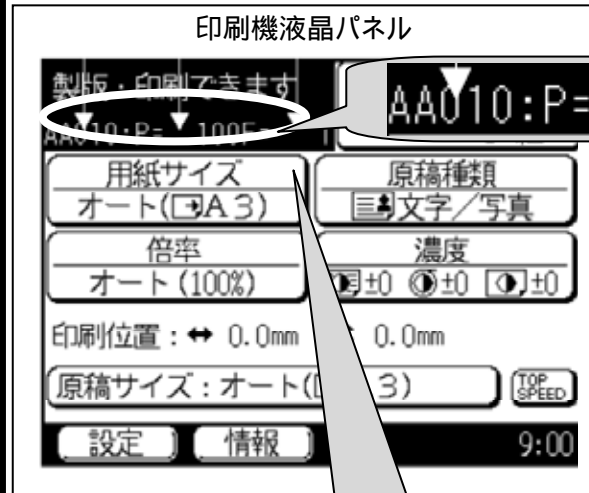 印刷機液晶パネル
製版・印刷できます
AA010:P= 100F=
AA010:P=
用紙サイズ
オート(A3)
原稿種類
文字/写真
倍率
オート(100%)
濃度
±0 ±0 ±0
印刷位置:↔ 0.0mm 0.0mm
原稿サイズ:オート( 3)
TOP SPEED
設定 情報 9:00